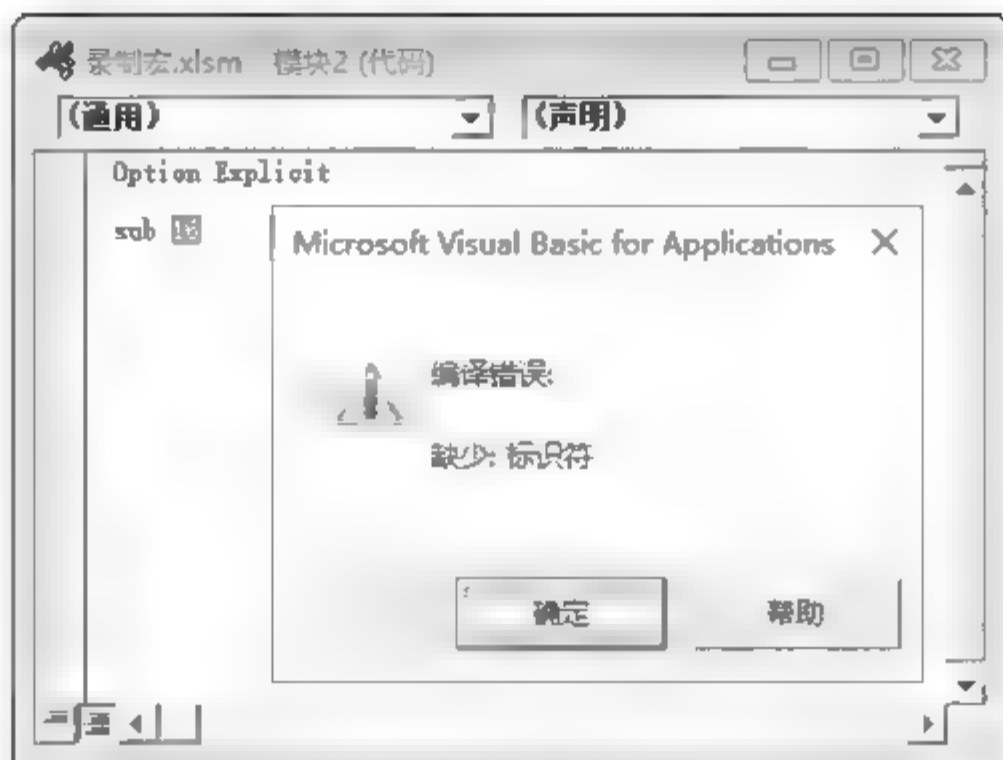 录制宏.xlsm 模块2 (代码)
(通用) (声明)
Option Explicit
sub
Microsoft Visual Basic for Applications
编译错误:
缺少: 标识符
确定 帮助